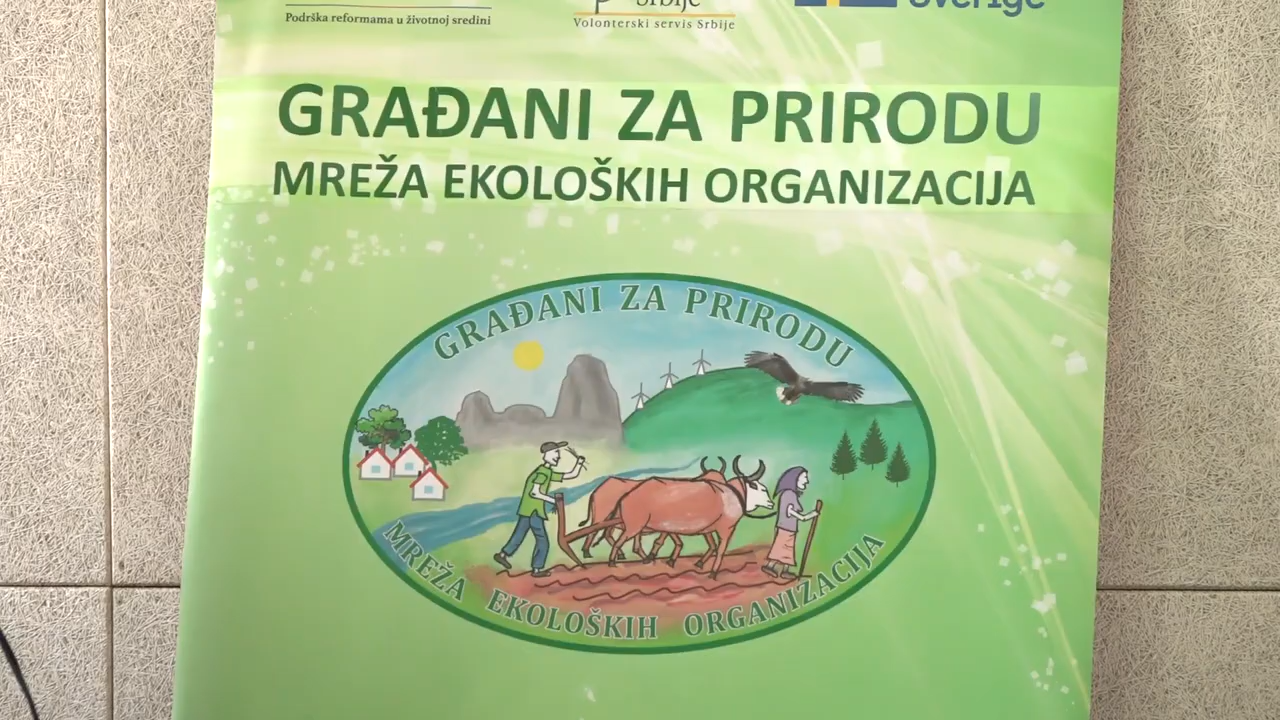 Podrška reformama u životnoj sredini
Srbije
Volonterski servis Srbije
Sverige
GRAĐANI ZA PRIRODU
MREŽA EKOLOŠKIH ORGANIZACIJA
GRAĐANI ZA PRIRODU
MREŽA EKOLOŠKIH ORGANIZACIJA